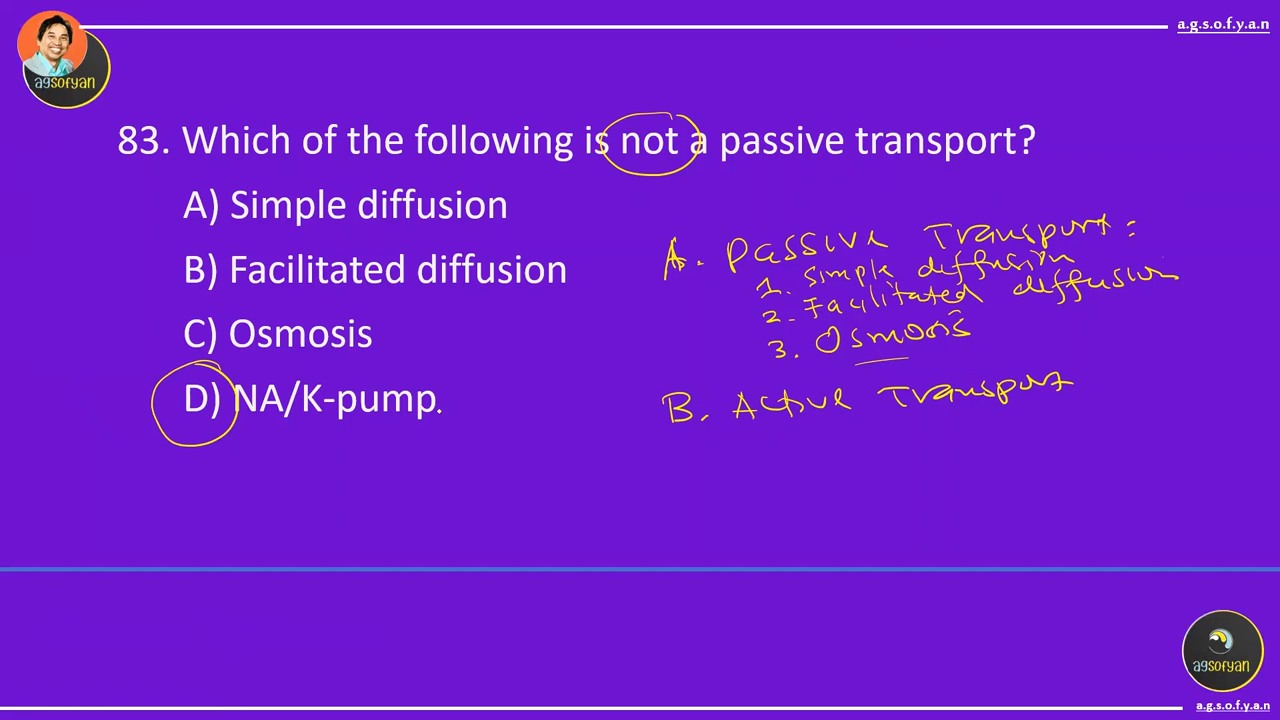 a.g.s.o.f.y.a.n
agsofyan
83. Which of the following is not a passive transport?
A) Simple diffusion
B) Facilitated diffusion
C) Osmosis
D) NA/K-pump
A. Passive Transport:
1. Simple diffusion
2. Facilitated diffusion
3. Osmosis
B. Active Transport
agsofyan
a.g.s.o.f.y.a.n